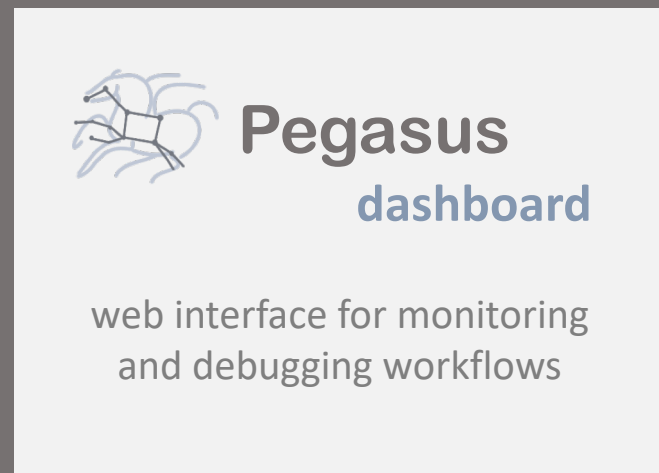 Pegasus
dashboard
web interface for monitoring
and debugging workflows